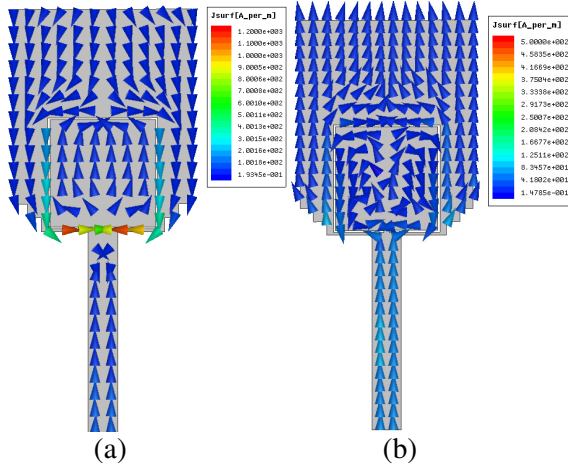 Jsurf[A_per_m]
1.2000e+003
1.1000e+003
1.0000e+003
9.0005e+002
8.0006e+002
7.0008e+002
6.0010e+002
5.0011e+002
4.0013e+002
3.0015e+002
2.0016e+002
1.0018e+002
1.9345e-001
Jsurf[A_per_m]
5.0000e+002
4.5835e+002
4.1669e+002
3.7504e+002
3.3338e+002
2.9173e+002
2.5007e+002
2.0842e+002
1.6677e+002
1.2511e+002
8.3457e+001
4.1802e+001
1.4785e-001
(a)
(b)